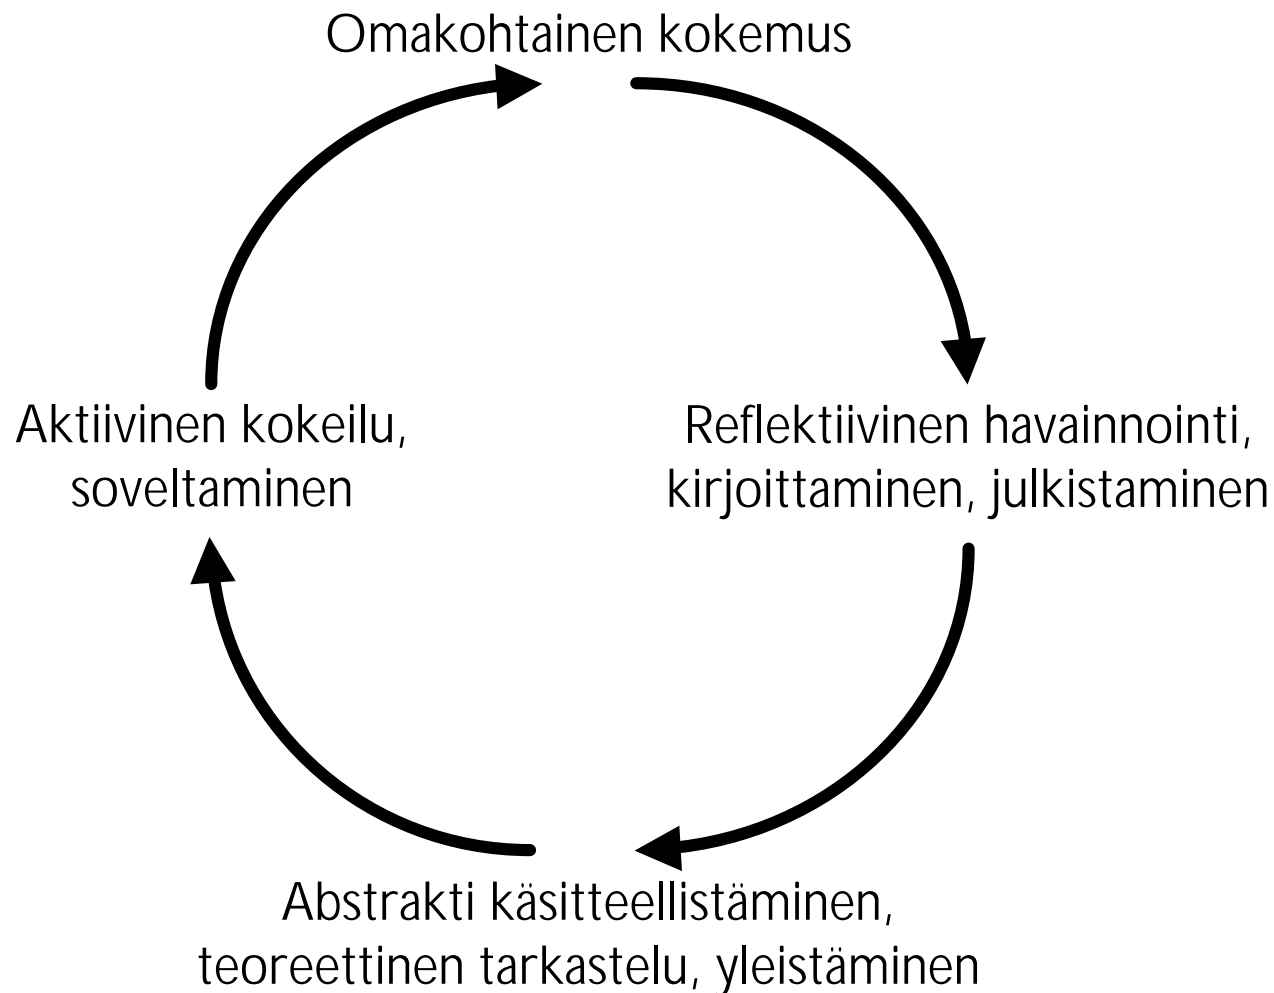 Omakohtainen kokemus
Aktiivinen kokeilu,
soveltaminen
Reflektiivinen havainnointi,
kirjoittaminen, julkistaminen
Abstrakti käsitteellistäminen,
teoreettinen tarkastelu, yleistäminen